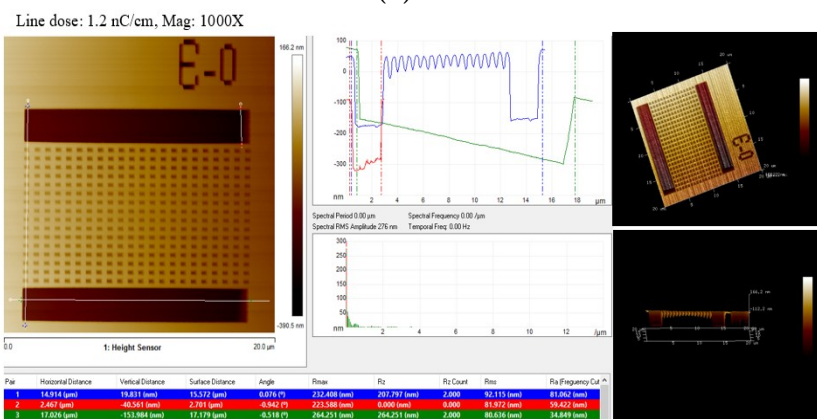 Line dose: 1.2 nC/cm, Mag: 1000X
E-0
166.2 nm
-390.5 nm
0.0
1: Height Sensor
20.0 µm
0
-100
-200
-300
nm
2
4
6
8
10
12
14
16
18
µm
Spectral Period 0.00 µm
Spectral Frequency 0.00 /µm
Spectral RMS Amplitude 276 nm
Temporal Freq: 0.00 Hz
300
250
200
150
100
50
nm
2
4
6
8
10
12
/µm
Pair Horizontal Distance Vertical Distance Surface Distance Angle Rmax Rz Rz Count Rms Ra (Freguency Cut
1 14.914 (µm) 19.831 (nm) 15.572 (µm) 0.076 (º) 232.408 (nm) 207.797 (nm) 2.000 92.115 (nm) 81.062 (nm)
2 2.467 (µm) -40.561 (nm) 2.701 (µm) -0.942 (º) 223.588 (nm) 0.000 (nm) 2.000 81.972 (nm) 59.422 (nm)
3 17.026 (µm) -153.984 (nm) 17.179 (µm) -0.518 (º) 264.251 (nm) 264.251 (nm) 2.000 80.636 (nm) 34.849 (nm)